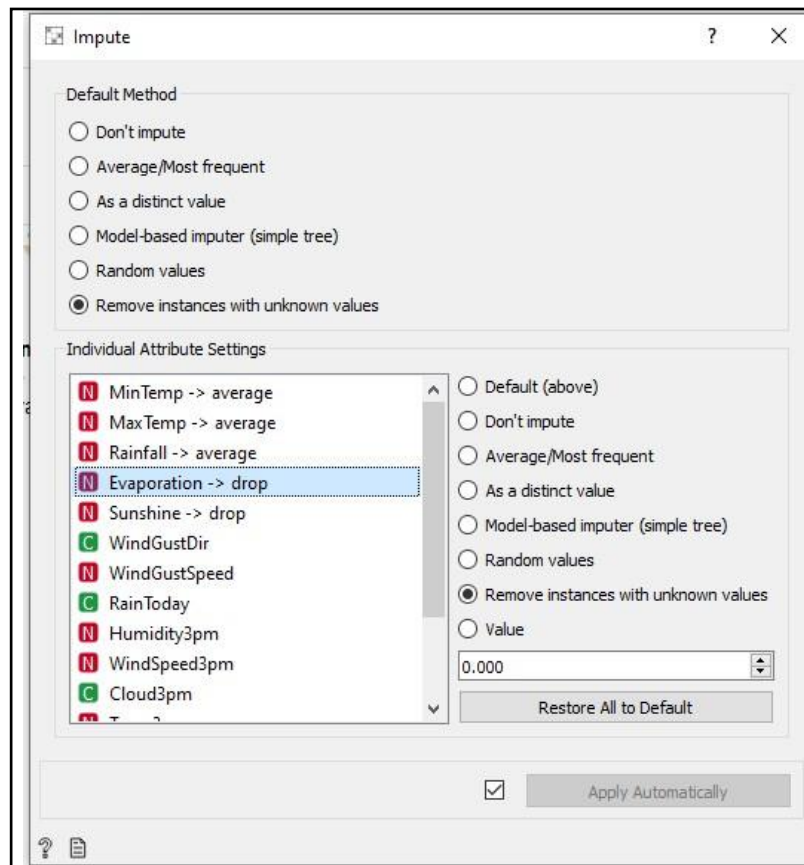 Impute
?
Default Method
Don't impute
Average/Most frequent
As a distinct value
Model-based imputer (simple tree)
Random values
Remove instances with unknown values
Individual Attribute Settings
N MinTemp -> average
N MaxTemp -> average
N Rainfall -> average
N Evaporation -> drop
N Sunshine -> drop
C WindGustDir
N WindGustSpeed
C RainToday
N Humidity3pm
N WindSpeed3pm
C Cloud3pm
Default (above)
Don't impute
Average/Most frequent
As a distinct value
Model-based imputer (simple tree)
Random values
Remove instances with unknown values
Value
0.000
Restore All to Default
Apply Automatically
?